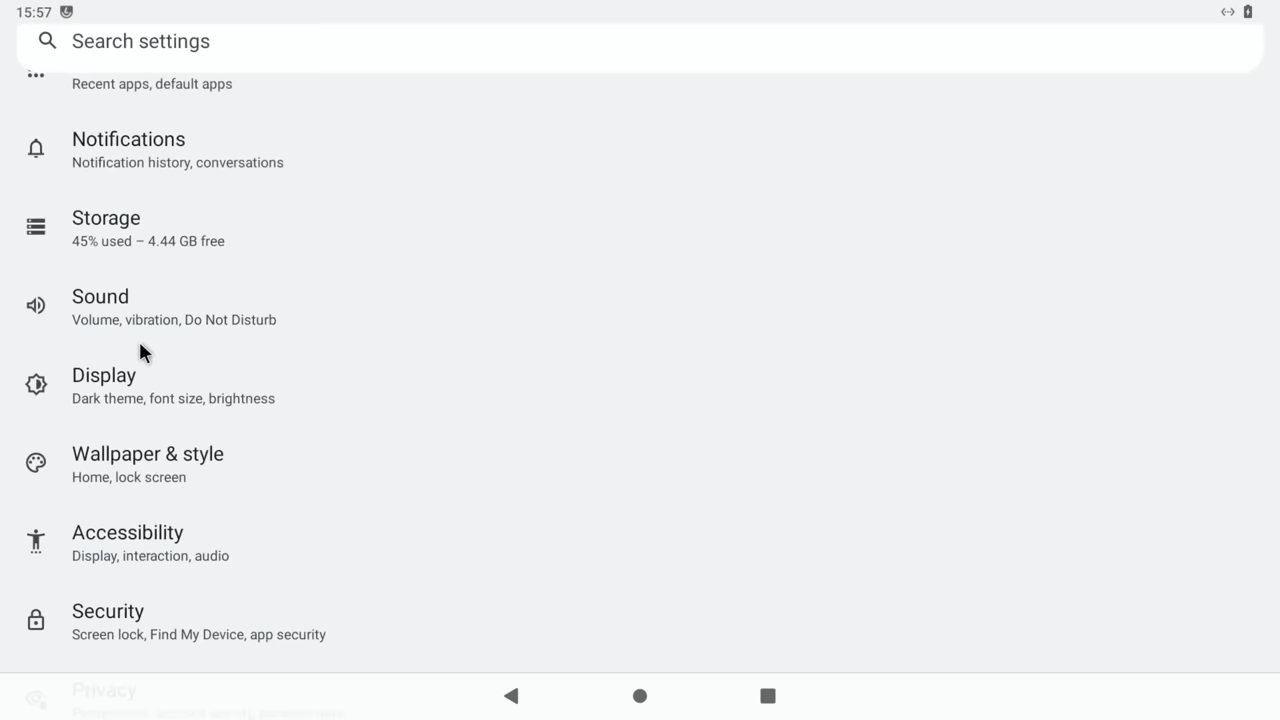 15:57
Search settings
Recent apps, default apps
Notifications
Notification history, conversations
Storage
45% used – 4.44 GB free
Sound
Volume, vibration, Do Not Disturb
Display
Dark theme, font size, brightness
Wallpaper & style
Home, lock screen
Accessibility
Display, interaction, audio
Security
Screen lock, Find My Device, app security
Privacy